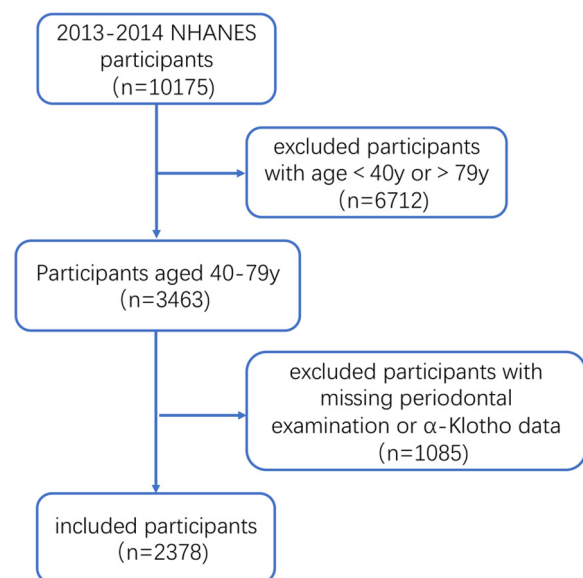 2013-2014 NHANES
participants
(n=10175)
excluded participants
with age < 40y or > 79y
(n=6712)
Participants aged 40-79y
(n=3463)
excluded participants with
missing periodontal
examination or α-Klotho data
(n=1085)
included participants
(n=2378)